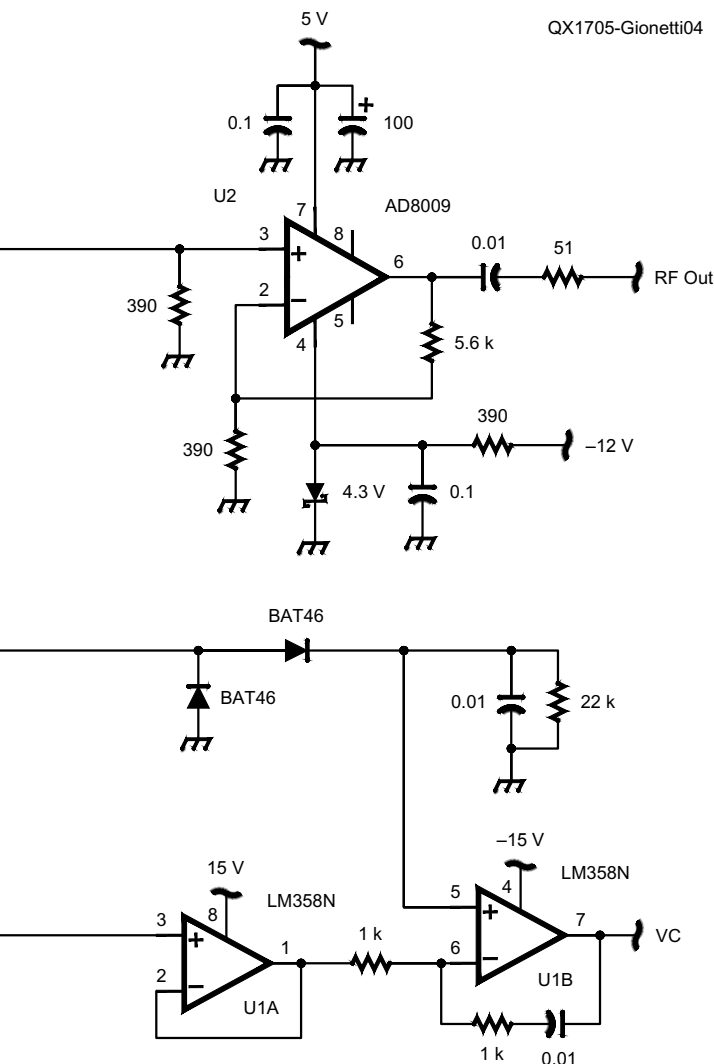 5 V
QX1705-Gionetti04
0.1
+
100
U2
AD8009
7
8
3
+
6
0.01
51
RF Out
2
–
390
5
4
5.6 k
390
390
–12 V
4.3 V
0.1
BAT46
BAT46
0.01
22 k
–15 V
15 V
LM358N
LM358N
5
4
+
7
VC
3
8
+
1
1 k
6
–
2
–
U1A
U1B
1 k
0.01